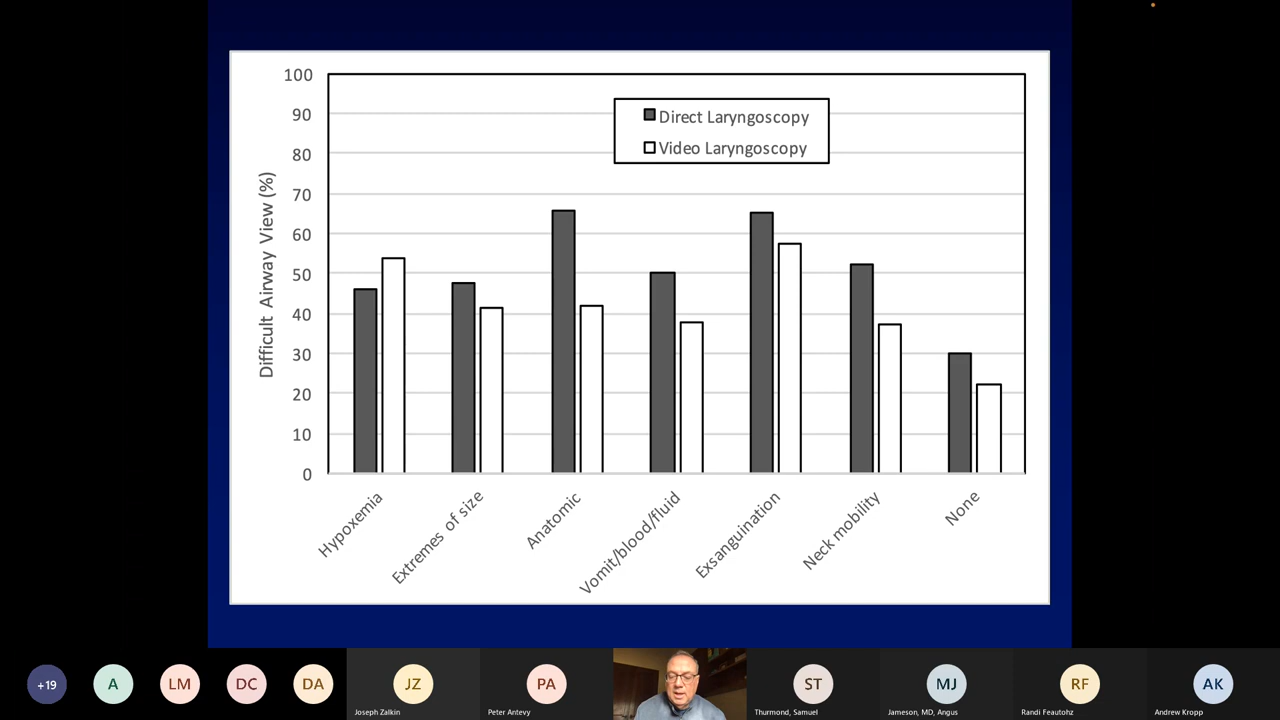 100
90
80
70
60
50
40
30
20
10
0
Difficult Airway View (%)
Direct Laryngoscopy
Video Laryngoscopy
Hypoxemia
Extremes of size
Anatomic
Vomit/blood/fluid
Exsanguination
Neck mobility
None
+19
A
LM
DC
DA
JZ
Joseph Zalkin
PA
Peter Antevy
ST
Thurmond, Samuel
MJ
Jameson, MD, Angus
RF
Randi Feautohz
AK
Andrew Kropp